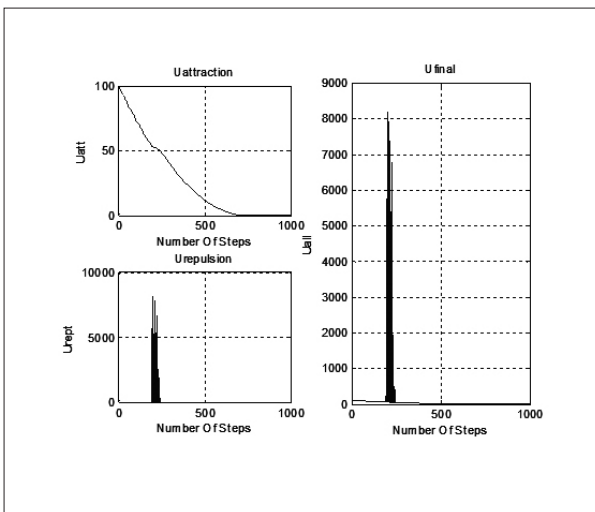 Uattraction
100
50
0
Uatt
0 500 1000
Number Of Steps
Urepulsion
10000
5000
0
Urept
0 500 1000
Number Of Steps
Ufinal
9000
8000
7000
6000
5000
4000
3000
2000
1000
0
Uall
0 500 1000
Number Of Steps